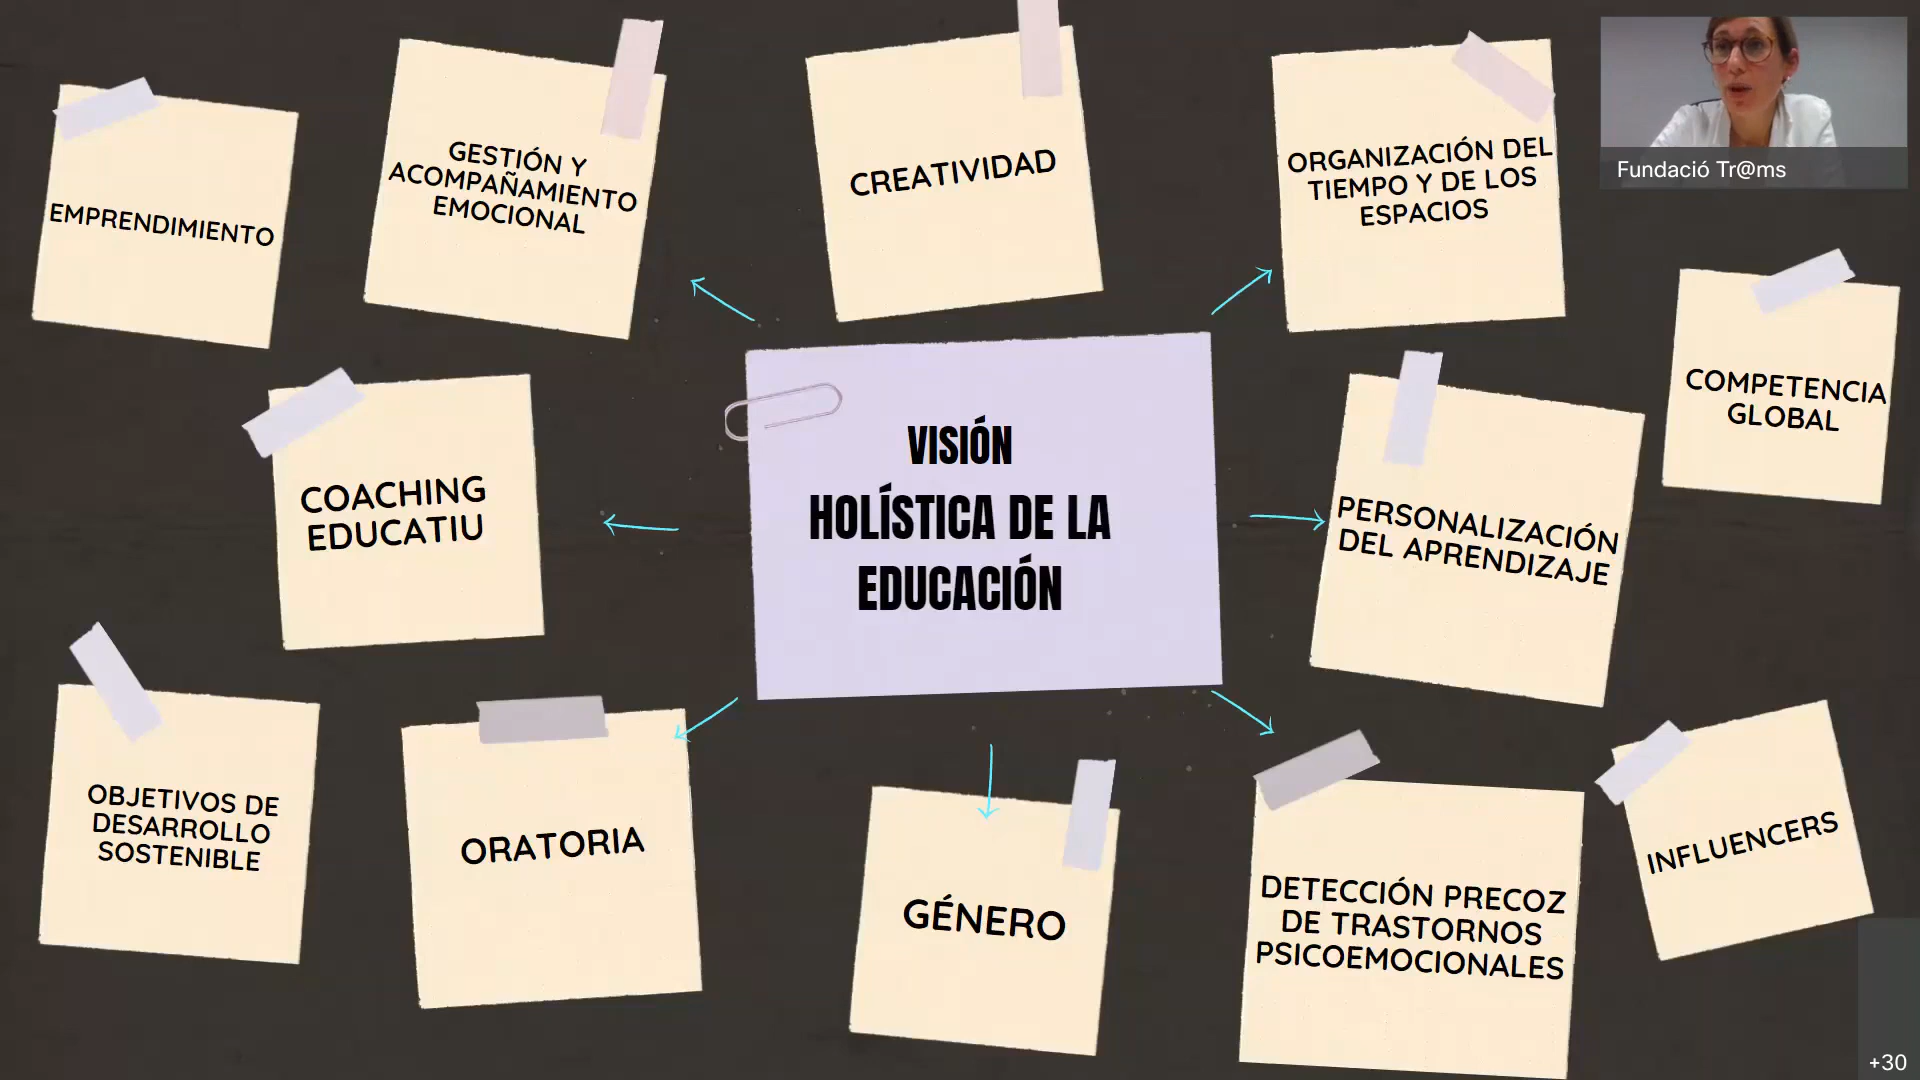 EMPRENDIMIENTO
GESTIÓN Y
ACOMPAÑAMIENTO
EMOCIONAL
CREATIVIDAD
ORGANIZACIÓN DEL
TIEMPO Y DE LOS
ESPACIOS
Fundació Tr@ms
COMPETENCIA
GLOBAL
COACHING
EDUCATIU
VISIÓN
HOLÍSTICA DE LA
EDUCACIÓN
PERSONALIZACIÓN
DEL APRENDIZAJE
OBJETIVOS DE
DESARROLLO
SOSTENIBLE
ORATORIA
GÉNERO
DETECCIÓN PRECOZ
DE TRASTORNOS
PSICOEMOCIONALES
INFLUENCERS
+30